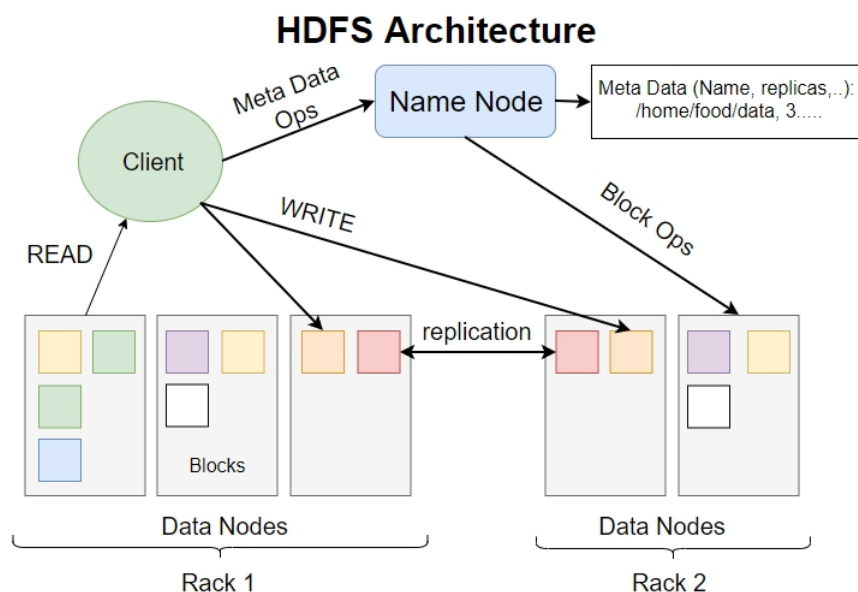 HDFS Architecture
Meta Data
Ops
Name Node
Meta Data (Name, replicas,..):
/home/food/data, 3.....
Client
WRITE
Block Ops
READ
replication
Blocks
Data Nodes
Data Nodes
Rack 1
Rack 2